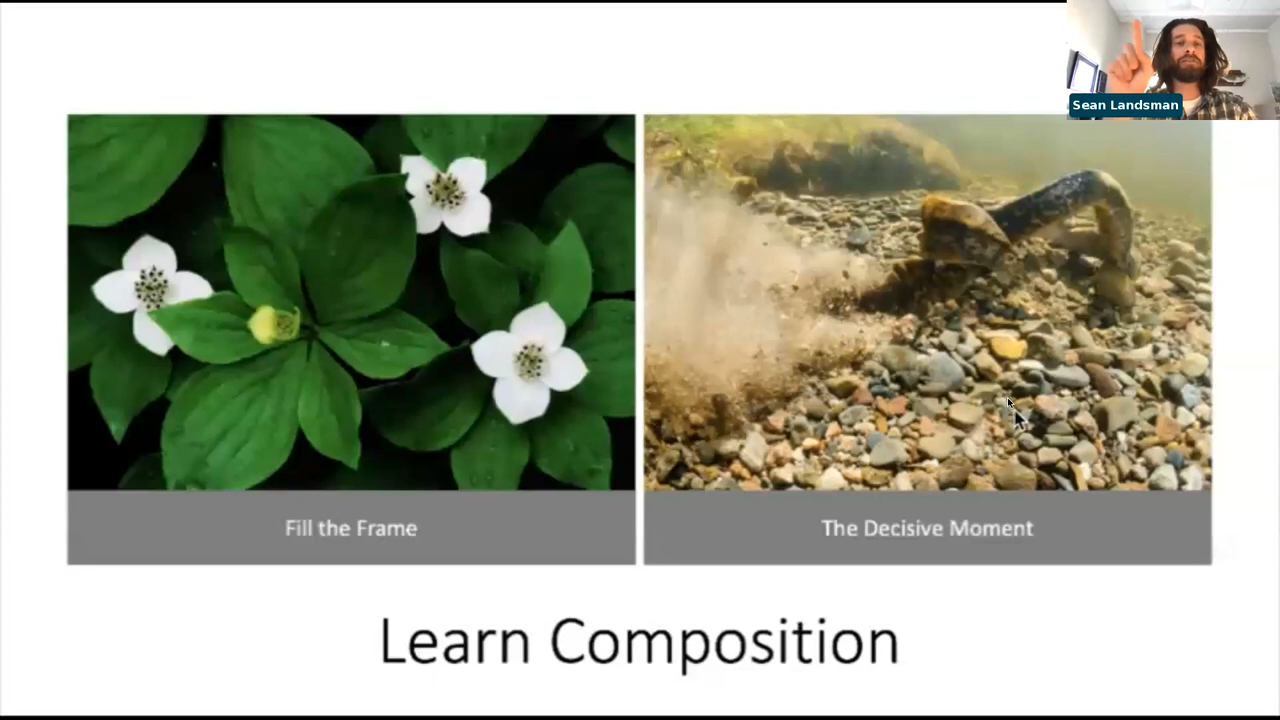 Sean Landsman
Fill the Frame
The Decisive Moment
Learn Composition